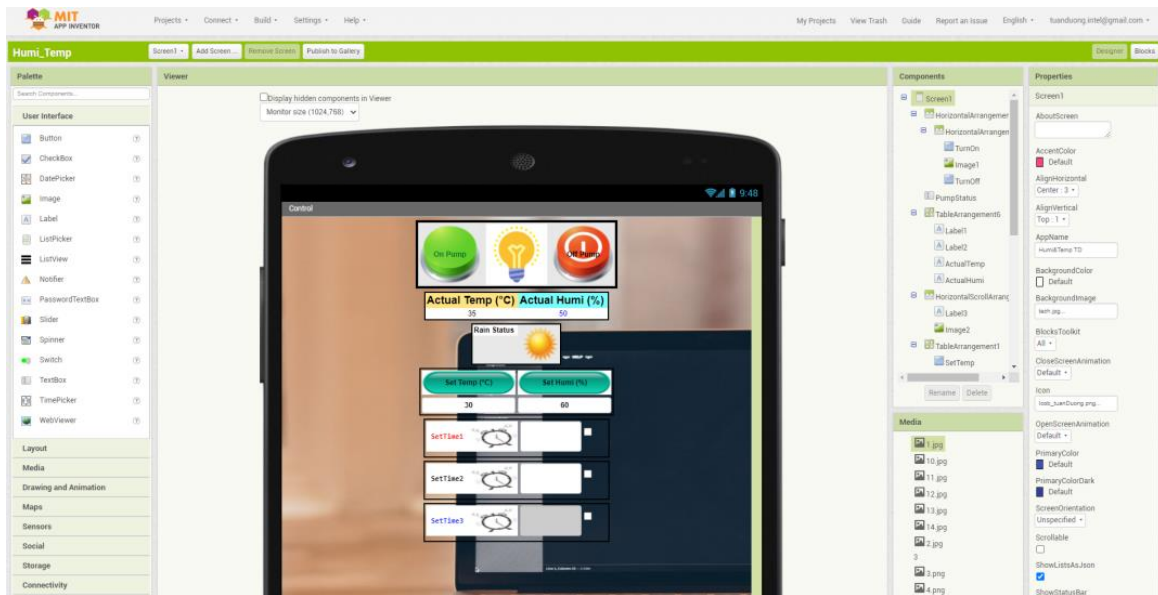 MIT
APP INVENTOR
Projects Connect Build Settings Help
My Projects View Trash Guide Report an Issue English tuanduong.intel@gmail.com
Humi_Temp
Screen1 Add Screen ... Remove Screen Publish to Gallery
Designer Blocks
Palette
Search Components...
User Interface
Button
CheckBox
DatePicker
Image
Label
ListPicker
ListView
Notifier
PasswordTextBox
Slider
Spinner
Switch
TextBox
TimePicker
WebViewer
Layout
Media
Drawing and Animation
Maps
Sensors
Social
Storage
Connectivity
Viewer
Display hidden components in Viewer
Monitor size (1024,768)
9:48
Control
On Pump
Off Pump
Actual Temp (°C) Actual Humi (%)
35 50
Rain Status
Set Temp (°C) Set Humi (%)
30 60
SetTime1
SetTime2
SetTime3
Components
Screen1
HorizontalArrangemer
HorizontalArrangen
TurnOn
Image1
TurnOff
PumpStatus
TableArrangement6
Label1
Label2
ActualTemp
ActualHumi
HorizontalScrollArrang
Label3
Image2
TableArrangement1
SetTemp
Rename Delete
Media
1.jpg
10.jpg
11.jpg
12.jpg
13.jpg
14.jpg
2.jpg
3
3.png
4.png
Properties
Screen1
AboutScreen
AccentColor
Default
AlignHorizontal
Center : 3
AlignVertical
Top : 1
AppName
Humi&Temp TD
BackgroundColor
Default
BackgroundImage
BlocksToolkit
All
CloseScreenAnimation
Default
Icon
OpenScreenAnimation
Default
PrimaryColor
Default
PrimaryColorDark
Default
ScreenOrientation
Unspecified
Scrollable
ShowListsAsJson
ShowStatusBar